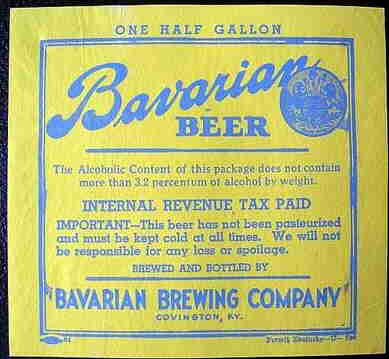 ONE HALF GALLON
Bavarian
BEER
The Alcoholic Content of this package does not contain
more than 3.2 percentum of alcohol by weight.
INTERNAL REVENUE TAX PAID
IMPORTANT—This beer has not been pasteurized
and must be kept cold at all times. We will not
be responsible for any loss or spoilage.
BREWED AND BOTTLED BY
"BAVARIAN BREWING COMPANY"
COVINGTON, KY.
Permit Kentucky—U—